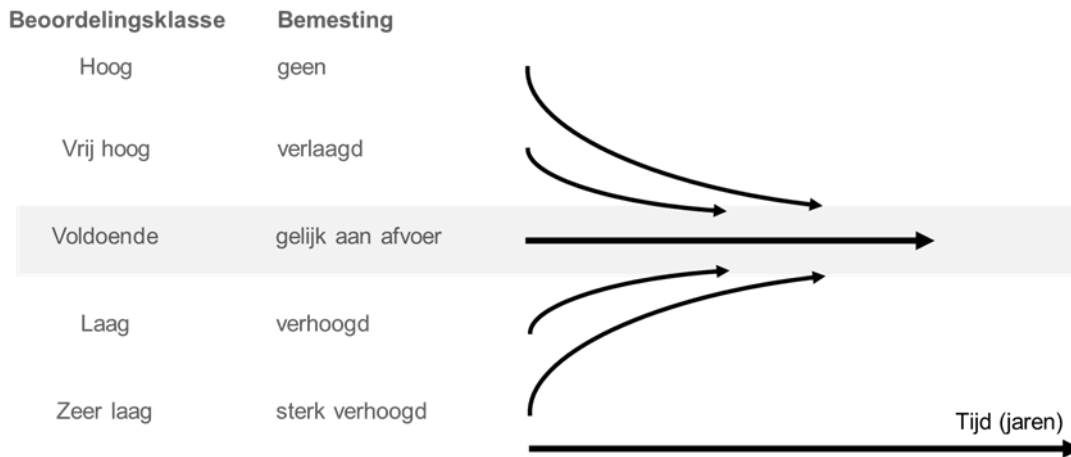 Beoordelingsklasse Bemesting
Hoog geen
Vrij hoog verlaagd
Voldoende gelijk aan afvoer
Laag verhoogd
Zeer laag sterk verhoogd
Tijd (jaren)